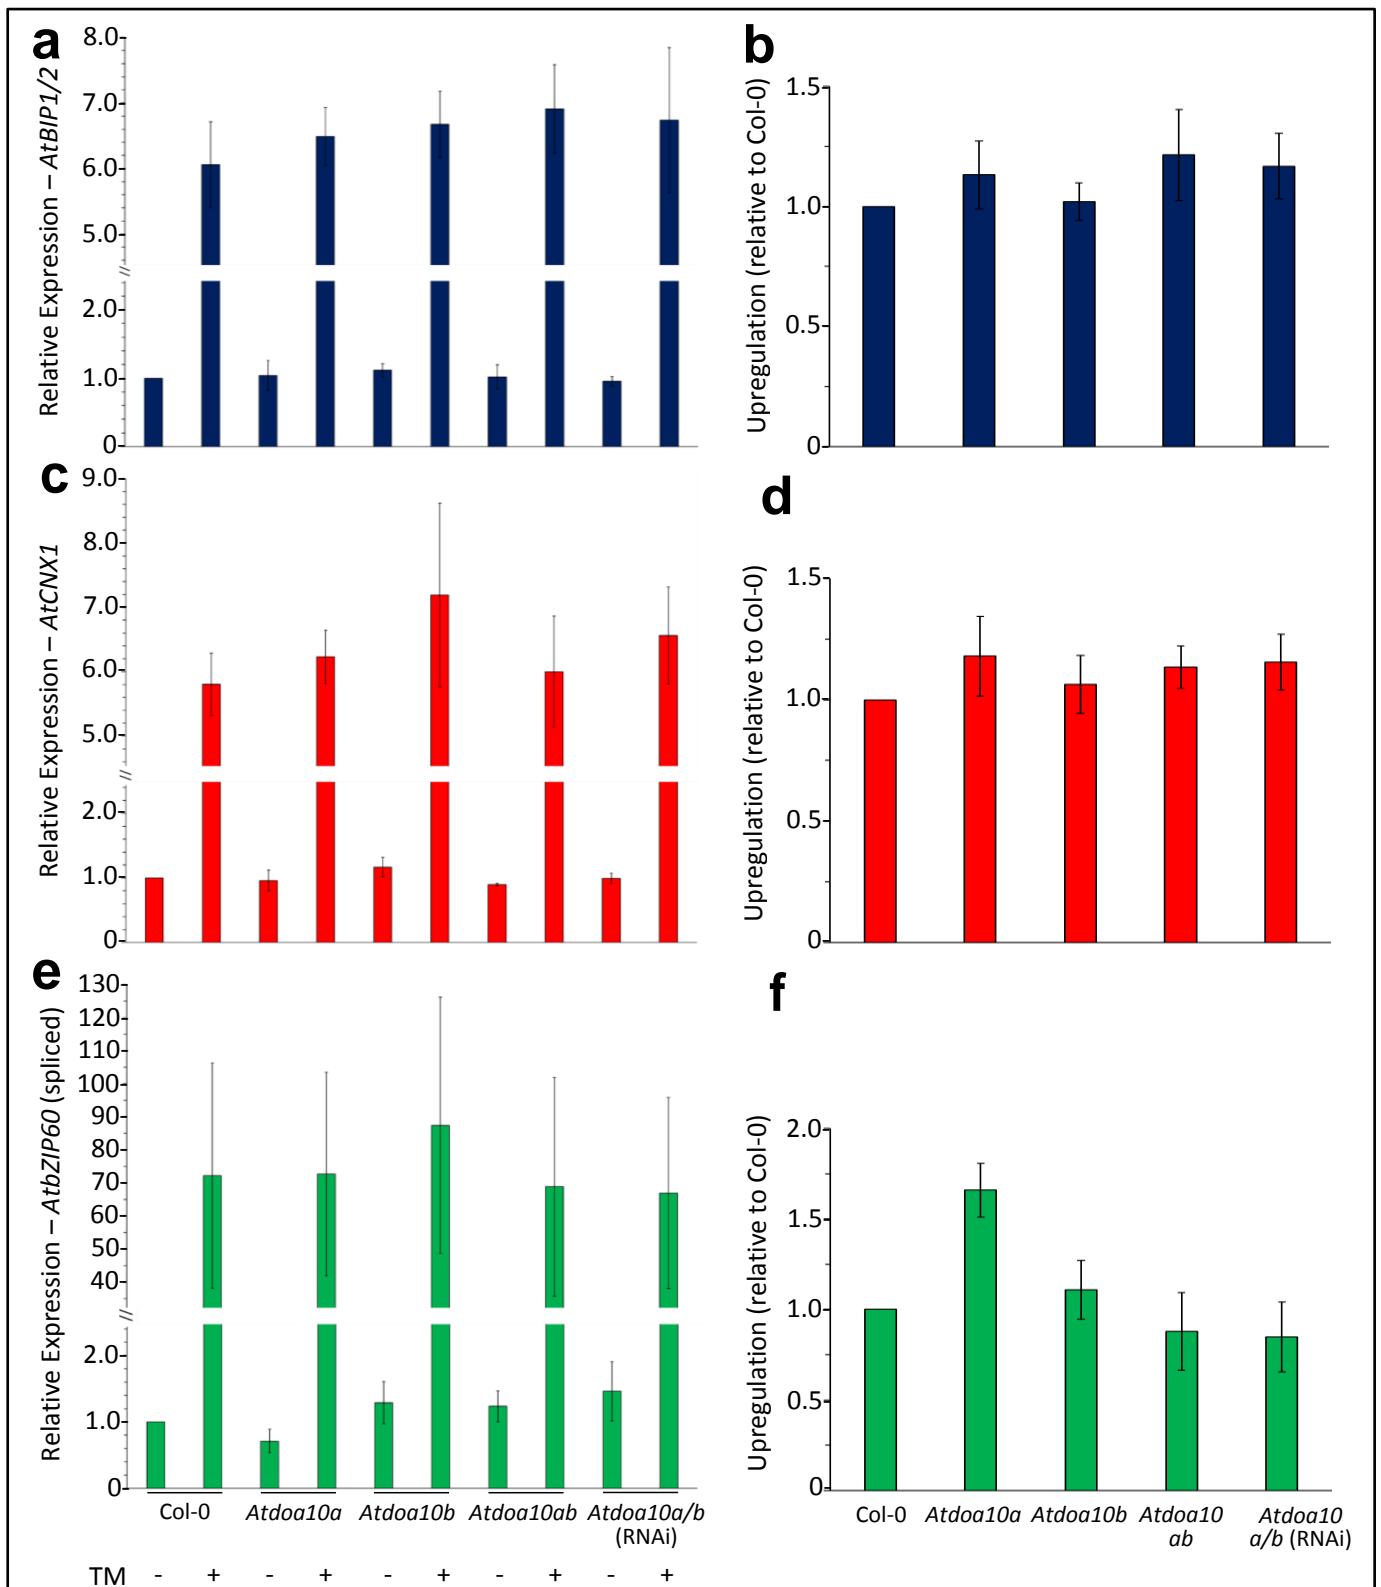 a
Relative Expression – AtBIP1/2
8.0
7.0
6.0
5.0
2.0
1.0
0
b
Upregulation (relative to Col-0)
1.5
1.0
0.5
0
c
Relative Expression – AtCNX1
9.0
8.0
7.0
6.0
5.0
2.0
1.0
0
d
Upregulation (relative to Col-0)
1.5
1.0
0.5
0
e
Relative Expression – AtbZIP60 (spliced)
130
120
110
100
90
80
70
60
50
40
2.0
1.0
0
Col-0 Atdoa10a Atdoa10b Atdoa10ab Atdoa10a/b
(RNAi)
TM - + - + - + - + - +
f
Upregulation (relative to Col-0)
2.0
1.5
1.0
0.5
0
Col-0 Atdoa10a Atdoa10b Atdoa10 Atdoa10
ab a/b (RNAi)